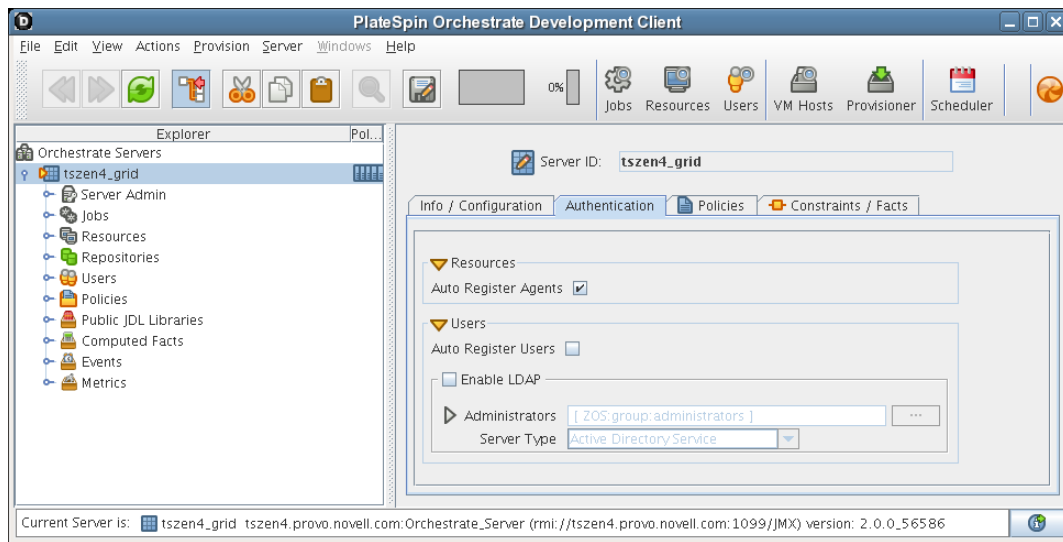 PlateSpin Orchestrate Development Client
File Edit View Actions Provision Server Windows Help
0% Jobs Resources Users VM Hosts Provisioner Scheduler
Explorer Pol...
Orchestrate Servers
tszen4_grid
Server Admin
Jobs
Resources
Repositories
Users
Policies
Public JDL Libraries
Computed Facts
Events
Metrics
Server ID: tszen4_grid
Info / Configuration Authentication Policies Constraints / Facts
Resources
Auto Register Agents
Users
Auto Register Users
Enable LDAP
Administrators [ ZOS:group:administrators ] ...
Server Type Active Directory Service
Current Server is: tszen4_grid tszen4.provo.novell.com:Orchestrate_Server (rmi://tszen4.provo.novell.com:1099/JMX) version: 2.0.0_56586